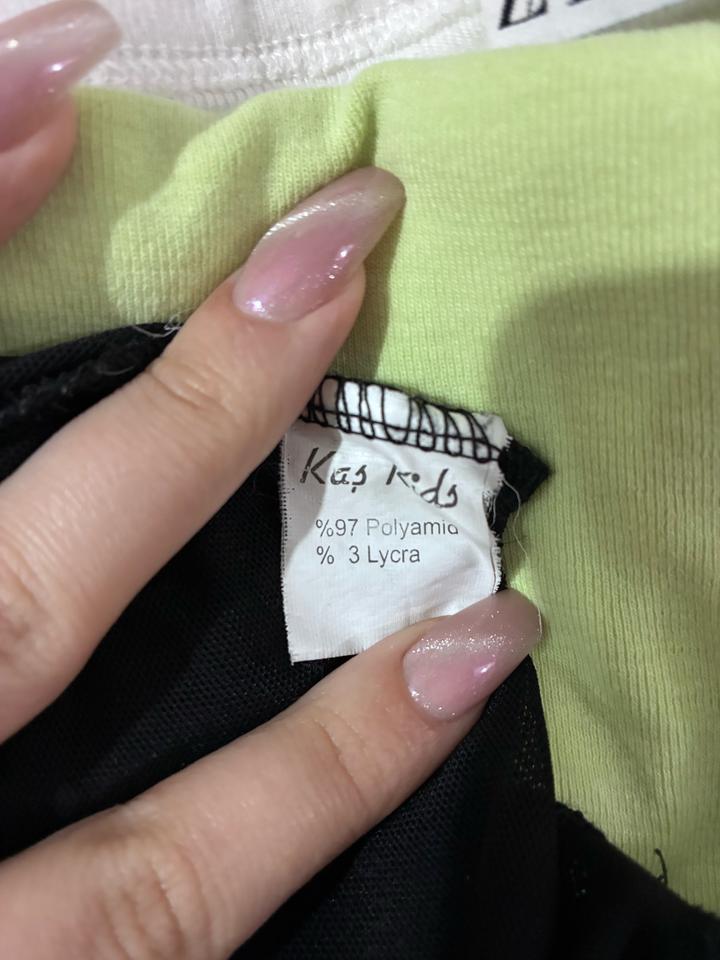 Kaş Kids
%97 Polyamid
% 3 Lycra